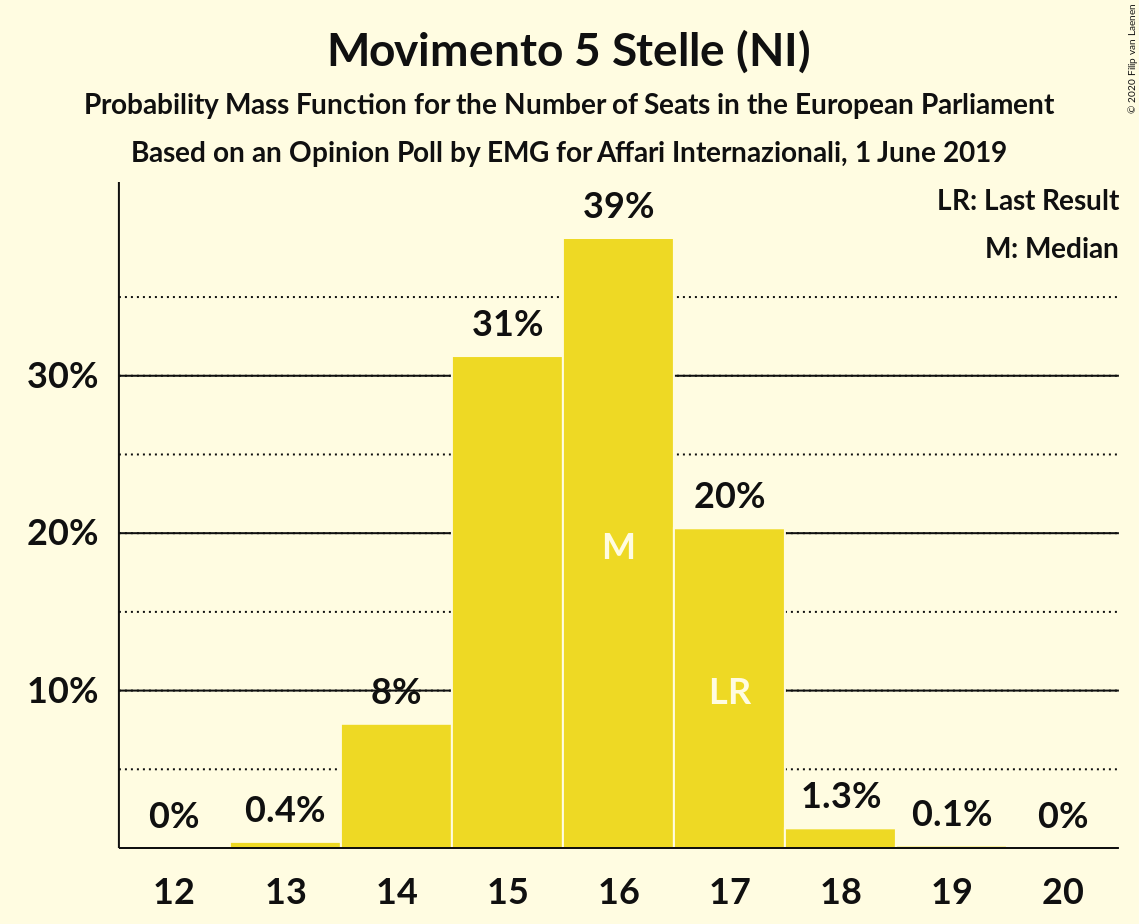 Movimento 5 Stelle (NI)
Probability Mass Function for the Number of Seats in the European Parliament
Based on an Opinion Poll by EMG for Affari Internazionali, 1 June 2019
© 2020 Filip van Laenen
LR: Last Result
M: Median
39%
31%
30%
20%
20%
M
10%
8%
LR
0%
0.4%
1.3%
0.1%
0%
12 13 14 15 16 17 18 19 20